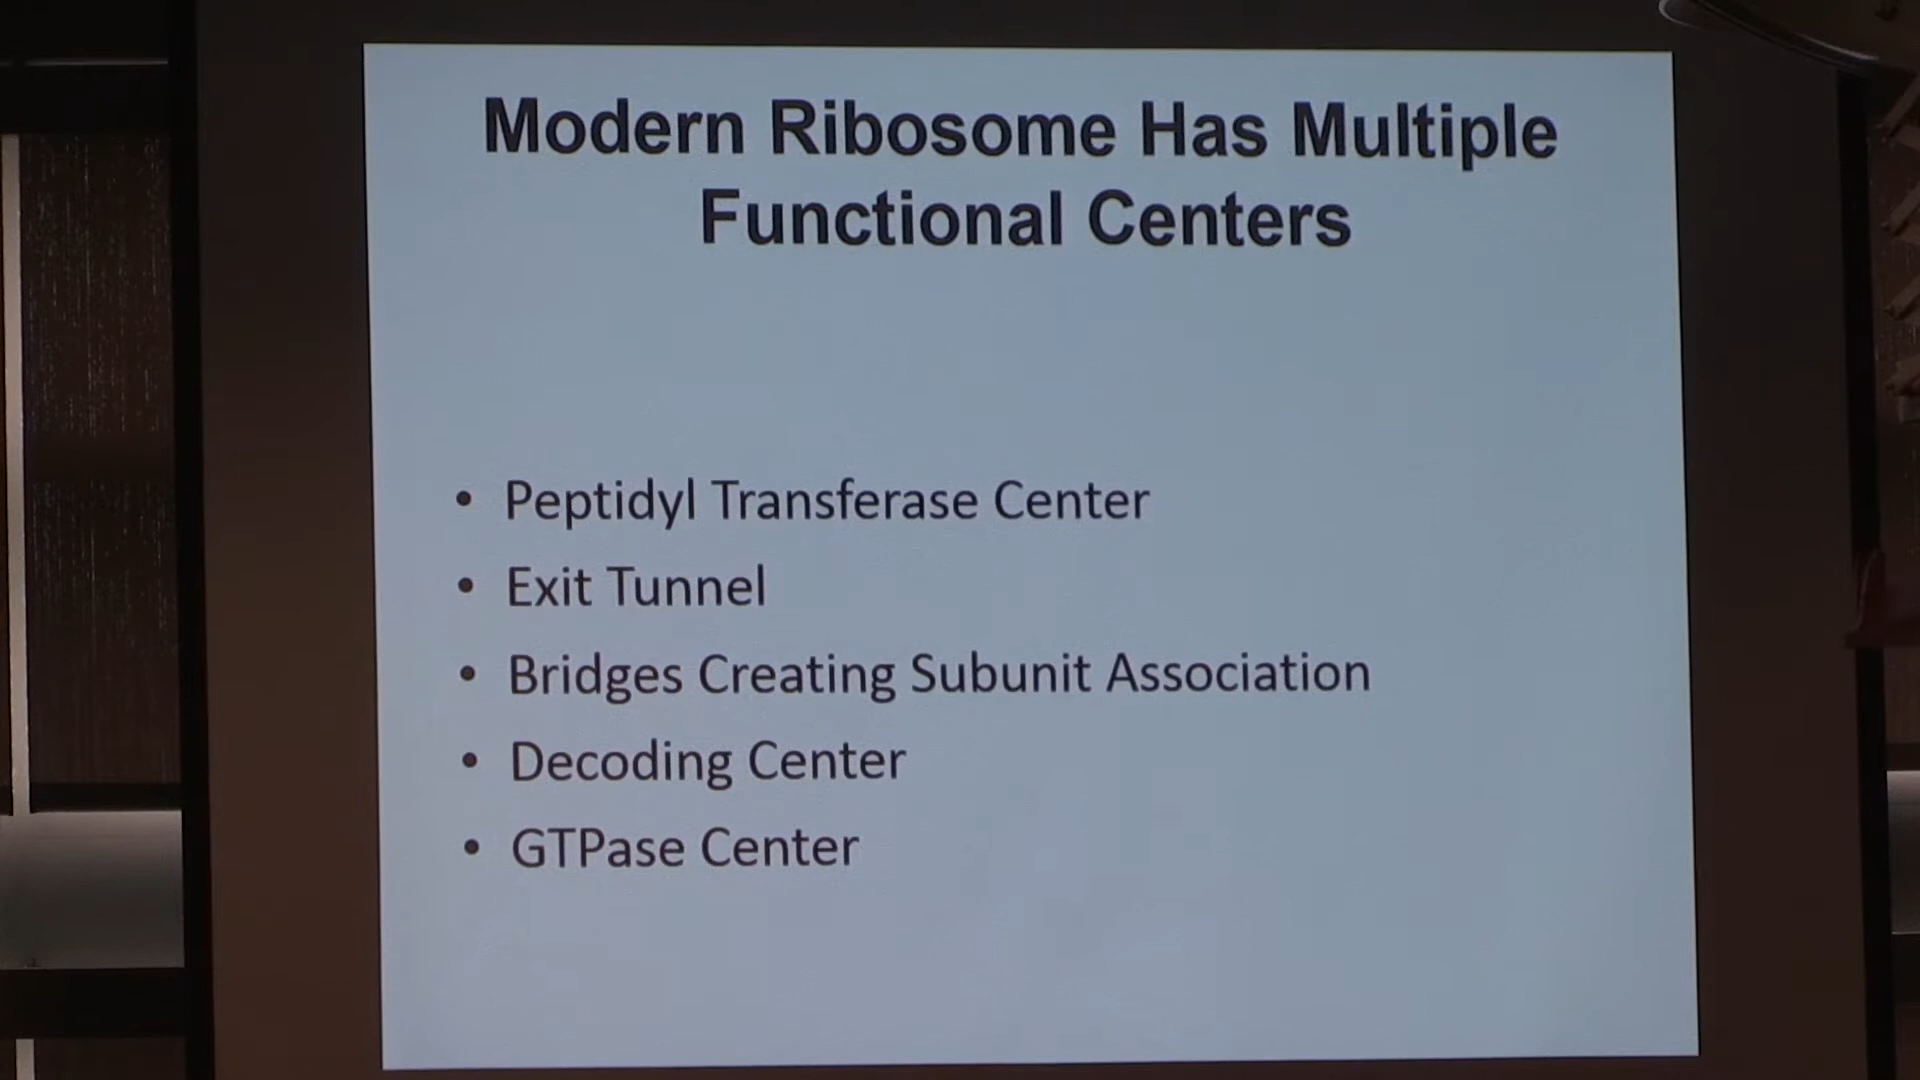 Modern Ribosome Has Multiple
Functional Centers
• Peptidyl Transferase Center
• Exit Tunnel
• Bridges Creating Subunit Association
• Decoding Center
• GTPase Center